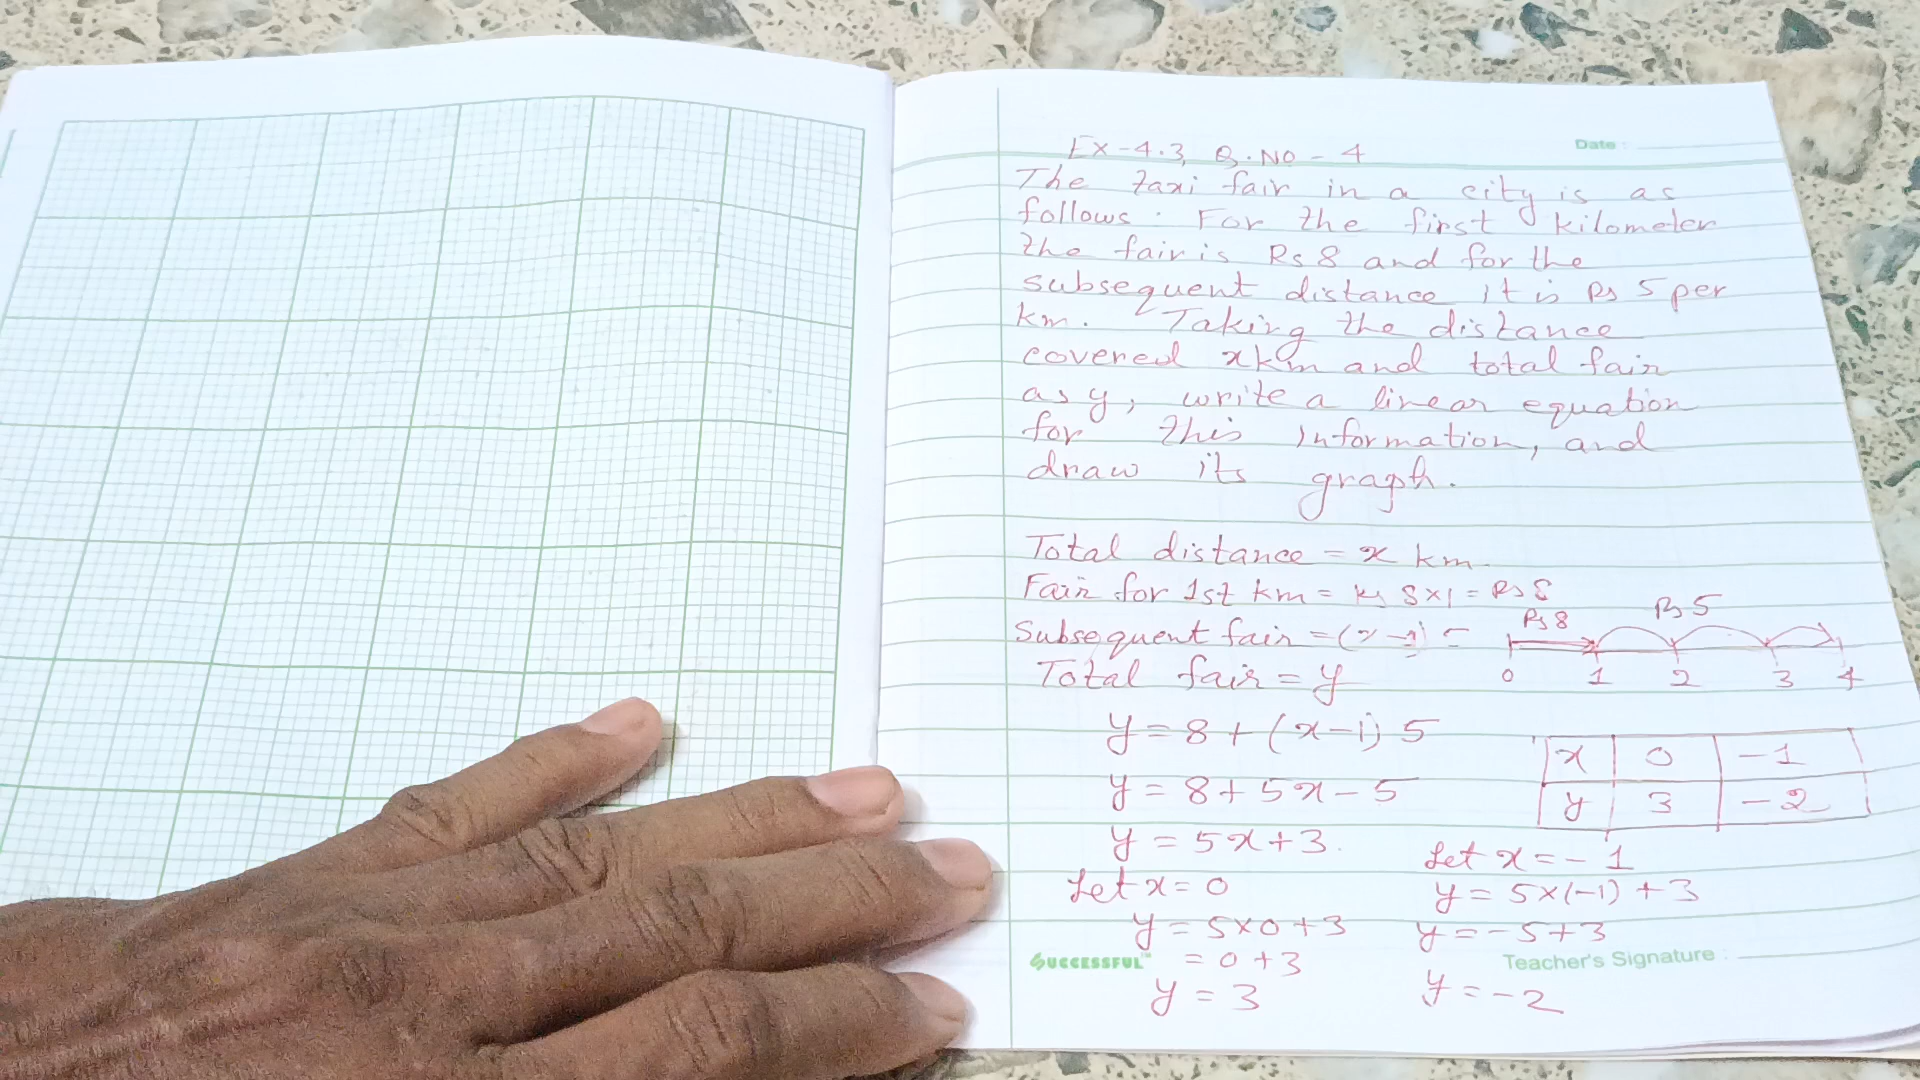 Ex-4.3, Q.No - 4
Date :
The taxi fair in a city is as
follows. For the first kilometer
the fair is Rs 8 and for the
subsequent distance it is Rs 5 per
km. Taking the distance
covered x km and total fair
as y, write a linear equation
for this information, and
draw its graph.
Total distance = x km
Fair for 1st km = Rs 8×1 = Rs 8
Subsequent fair = (x-1) 5
Rs 8 Rs 5
0 1 2 3 4
Total fair = y
y = 8 + (x-1) 5
y = 8 + 5x - 5
y = 5x + 3.
x 0 -1
y 3 -2
Let x = 0
y = 5×0+3
= 0+3
y = 3
Let x = -1
y = 5×(-1) + 3
y = -5+3
y = -2
SUCCESSFUL™
Teacher's Signature :